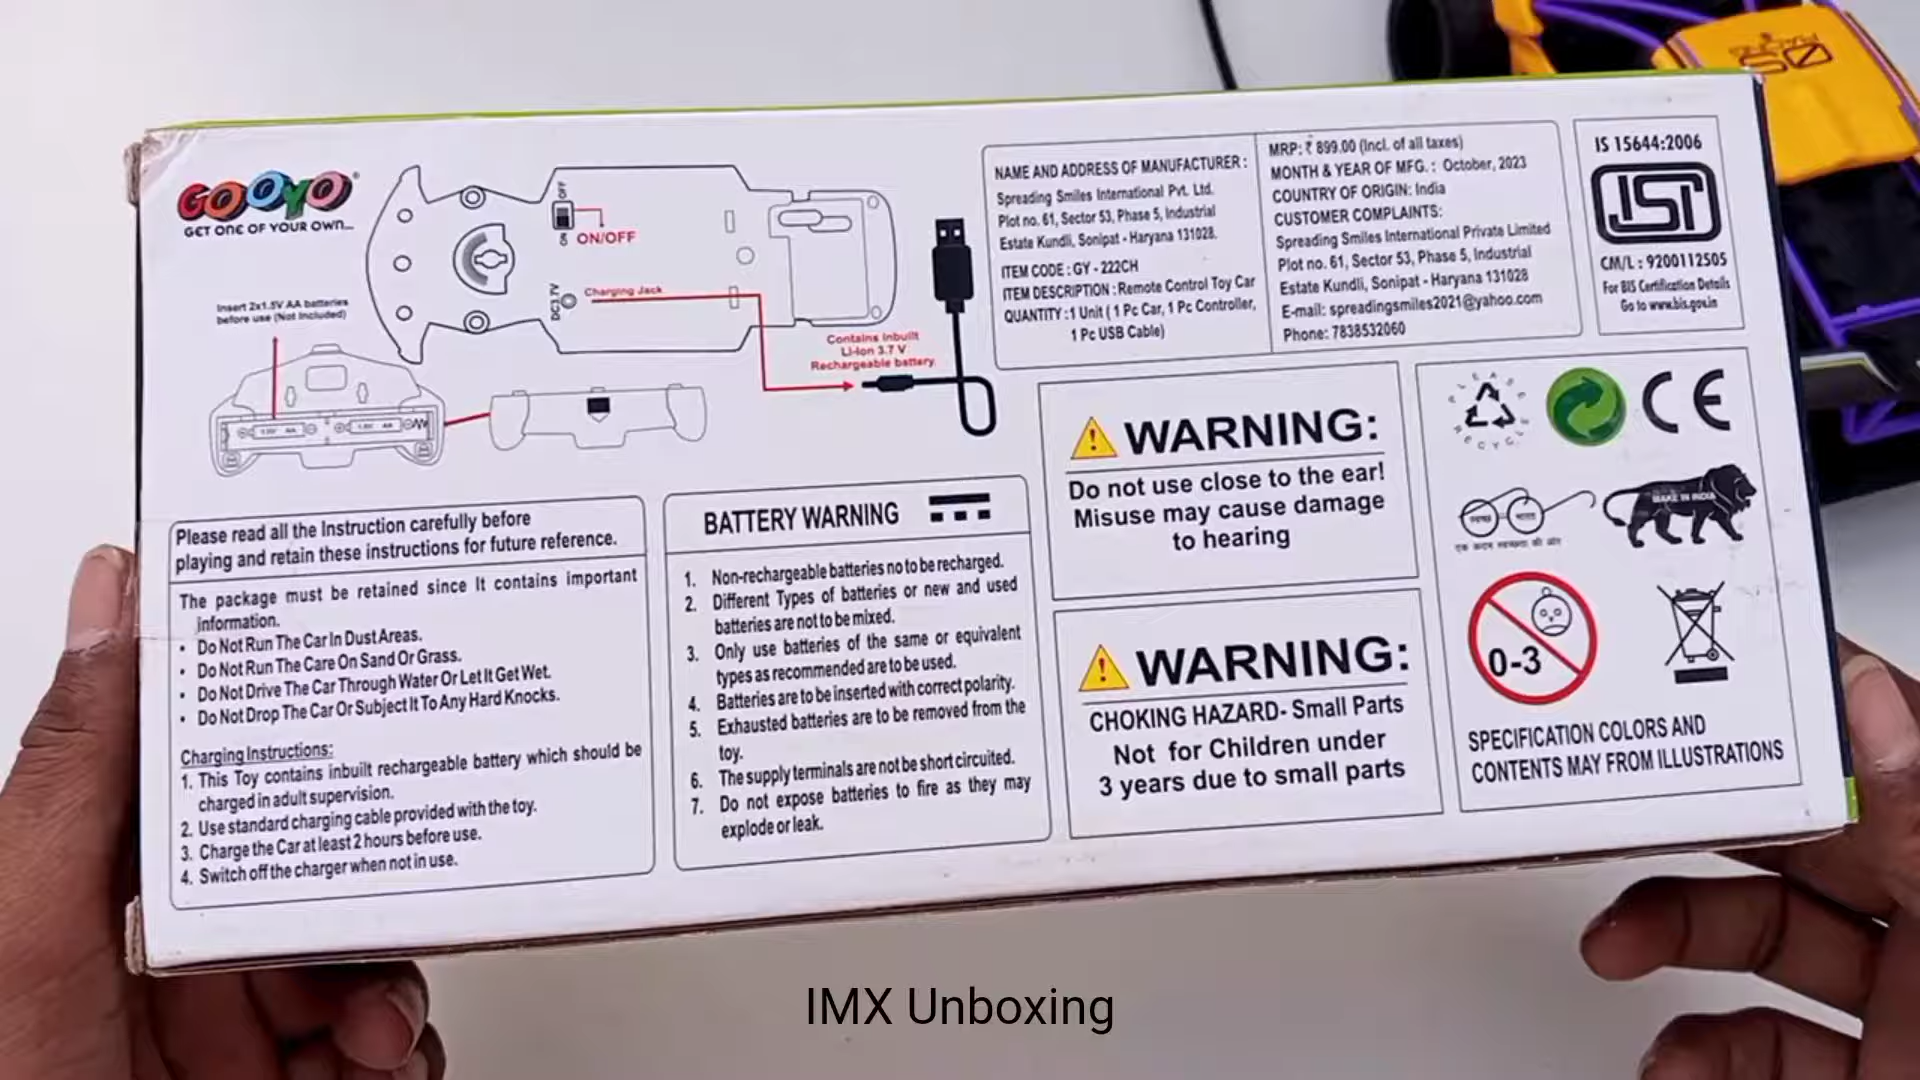 GOOYO
GET ONE OF YOUR OWN...
Insert 2x1.5V AA batteries
before use (Not Included)
OFF
ON
ON/OFF
DC3.7V
Charging Jack
Contains Inbuilt
Li-Ion 3.7 V
Rechargeable battery.
1.5V AA
1.5V AA
NAME AND ADDRESS OF MANUFACTURER :
Spreading Smiles International Pvt. Ltd.
Plot no. 61, Sector 53, Phase 5, Industrial
Estate Kundli, Sonipat - Haryana 131028.
ITEM CODE : GY - 222CH
ITEM DESCRIPTION : Remote Control Toy Car
QUANTITY : 1 Unit ( 1 Pc Car, 1 Pc Controller,
1 Pc USB Cable)
MRP: ₹ 899.00 (Incl. of all taxes)
MONTH & YEAR OF MFG. : October, 2023
COUNTRY OF ORIGIN: India
CUSTOMER COMPLAINTS:
Spreading Smiles International Private Limited
Plot no. 61, Sector 53, Phase 5, Industrial
Estate Kundli, Sonipat - Haryana 131028
E-mail: spreadingsmiles2021@yahoo.com
Phone: 7838532060
IS 15644:2006
ISI
CM/L : 9200112505
For BIS Certification Details
Go to www.bis.gov.in
Please read all the Instruction carefully before
playing and retain these instructions for future reference.
The package must be retained since It contains important
information.
• Do Not Run The Car In Dust Areas.
• Do Not Run The Care On Sand Or Grass.
• Do Not Drive The Car Through Water Or Let It Get Wet.
• Do Not Drop The Car Or Subject It To Any Hard Knocks.
Charging Instructions:
1. This Toy contains inbuilt rechargeable battery which should be
charged in adult supervision.
2. Use standard charging cable provided with the toy.
3. Charge the Car at least 2 hours before use.
4. Switch off the charger when not in use.
BATTERY WARNING
1. Non-rechargeable batteries no to be recharged.
2. Different Types of batteries or new and used
batteries are not to be mixed.
3. Only use batteries of the same or equivalent
types as recommended are to be used.
4. Batteries are to be inserted with correct polarity.
5. Exhausted batteries are to be removed from the
toy.
6. The supply terminals are not be short circuited.
7. Do not expose batteries to fire as they may
explode or leak.
WARNING:
Do not use close to the ear!
Misuse may cause damage
to hearing
WARNING:
CHOKING HAZARD- Small Parts
Not for Children under
3 years due to small parts
PLEASE
RECYCLE
CE
स्वच्छ भारत
एक कदम स्वच्छता की ओर
MAKE IN INDIA
0-3
SPECIFICATION COLORS AND
CONTENTS MAY FROM ILLUSTRATIONS
IMX Unboxing